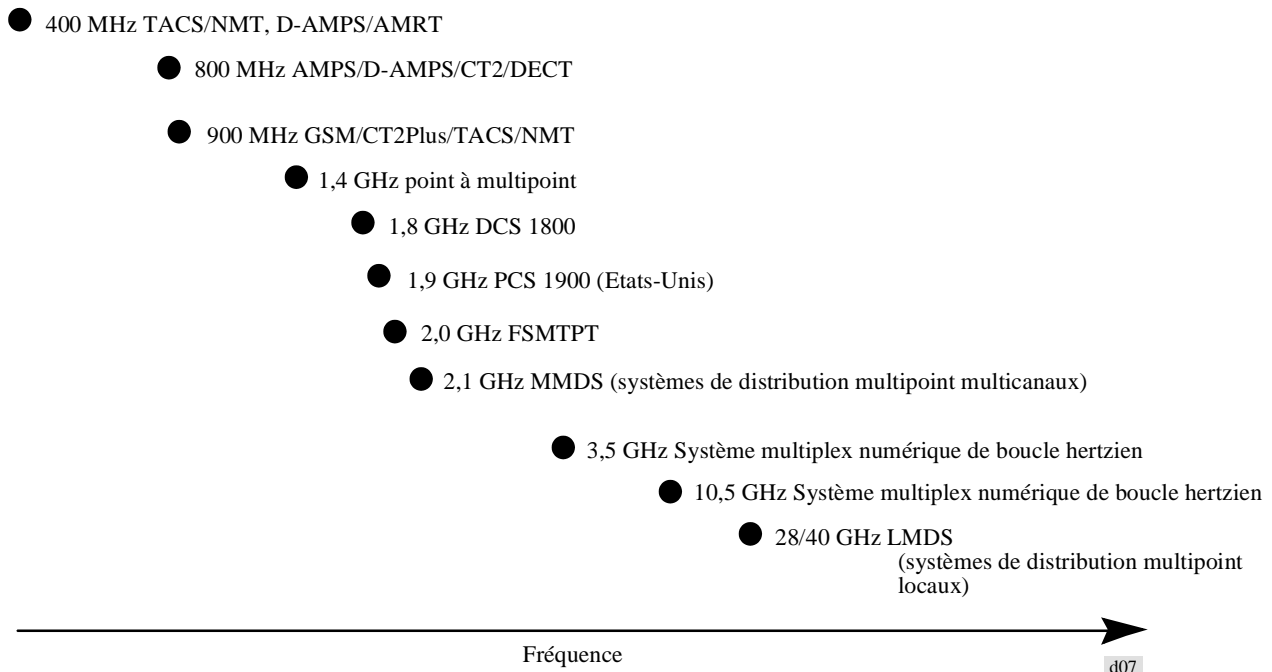 400 MHz TACS/NMT, D-AMPS/AMRT
800 MHz AMPS/D-AMPS/CT2/DECT
900 MHz GSM/CT2Plus/TACS/NMT
1,4 GHz point à multipoint
1,8 GHz DCS 1800
1,9 GHz PCS 1900 (Etats-Unis)
2,0 GHz FSMTPT
2,1 GHz MMDS (systèmes de distribution multipoint multicanaux)
3,5 GHz Système multiplex numérique de boucle hertzien
10,5 GHz Système multiplex numérique de boucle hertzien
28/40 GHz LMDS
(systèmes de distribution multipoint
locaux)
Fréquence
d07